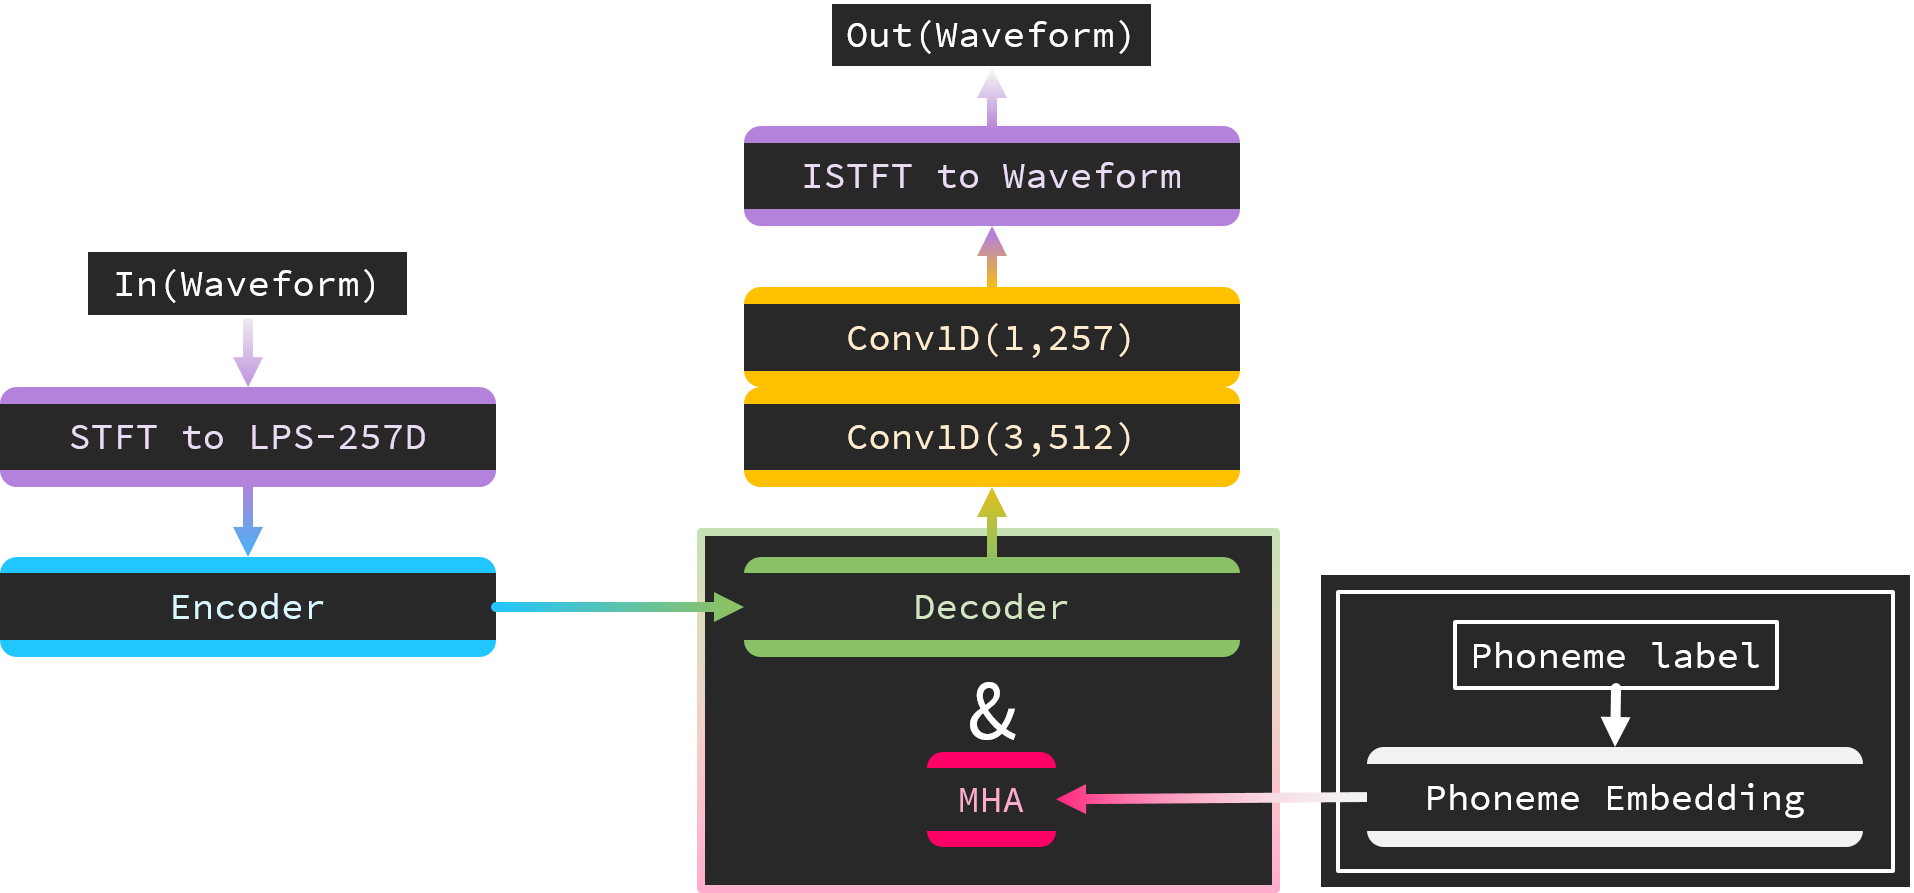 Out(Waveform)
ISTFT to Waveform
In(Waveform)
Conv1D(1,257)
STFT to LPS-257D
Conv1D(3,512)
Encoder
Decoder
Phoneme label
&
MHA
Phoneme Embedding